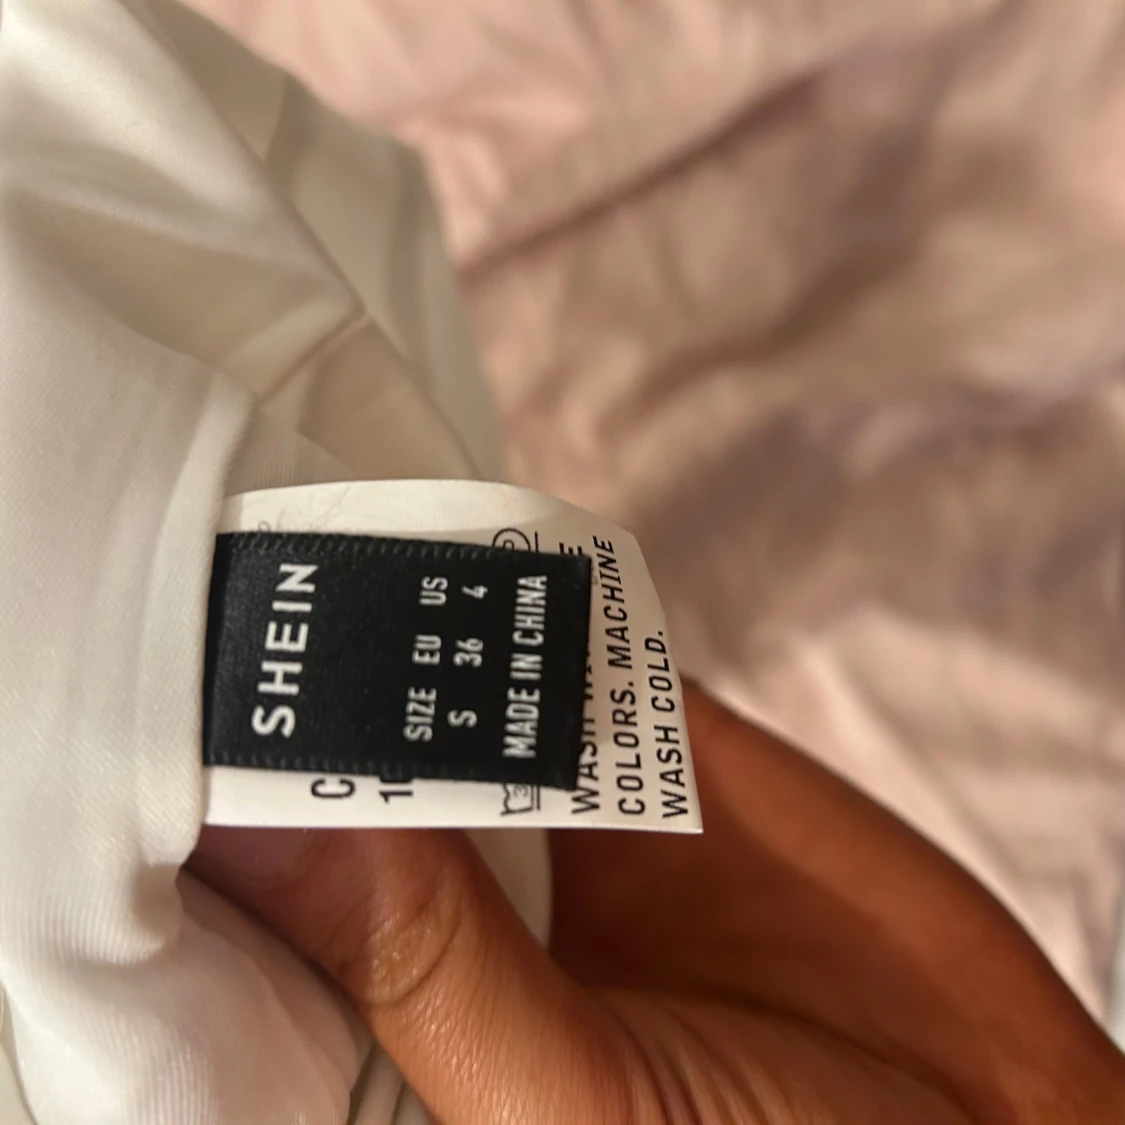 SHEIN
SIZE EU US
S 36 4
MADE IN CHINA
COLORS. MACHINE
WASH COLD.